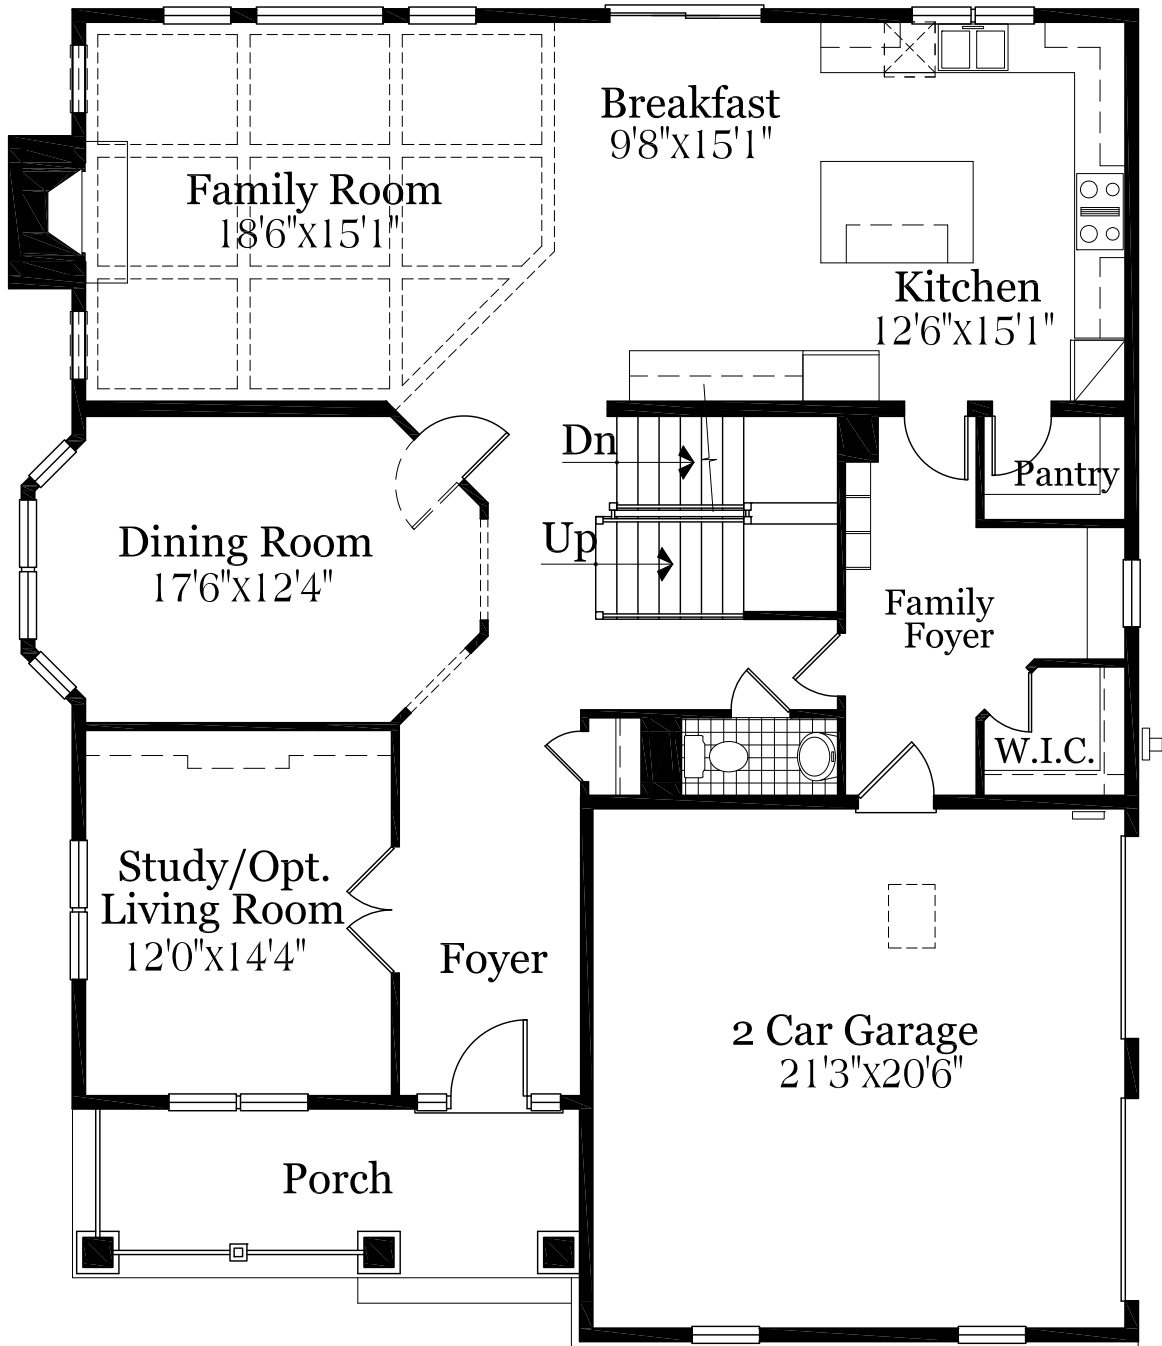 Breakfast
9'8"X15'1"
Family Room
18'6"X15'1"
Kitchen
12'6"X15'1"
Dn
Pantry
Up
Dining Room
17'6"X12'4"
Family
Foyer
W.I.C.
Study/Opt.
Living Room
12'0"X14'4"
Foyer
2 Car Garage
21'3"X20'6"
Porch